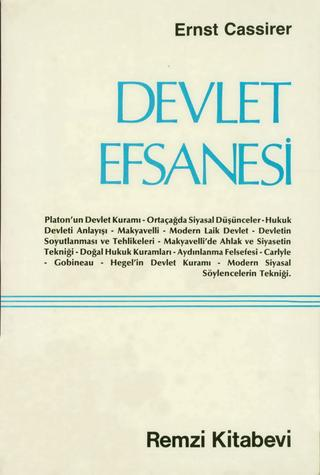 Ernst Cassirer
DEVLET
EFSANESİ
Platon'un Devlet Kuramı - Ortaçağda Siyasal Düşünceler - Hukuk
Devleti Anlayışı - Makyavelli - Modern Laik Devlet - Devletin
Soyutlanması ve Tehlikeleri - Makyavelli'de Ahlak ve Siyasetin
Tekniği - Doğal Hukuk Kuramları - Aydınlanma Felsefesi - Carlyle
- Gobineau - Hegel'in Devlet Kuramı - Modern Siyasal
Söylencelerin Tekniği.
Remzi Kitabevi